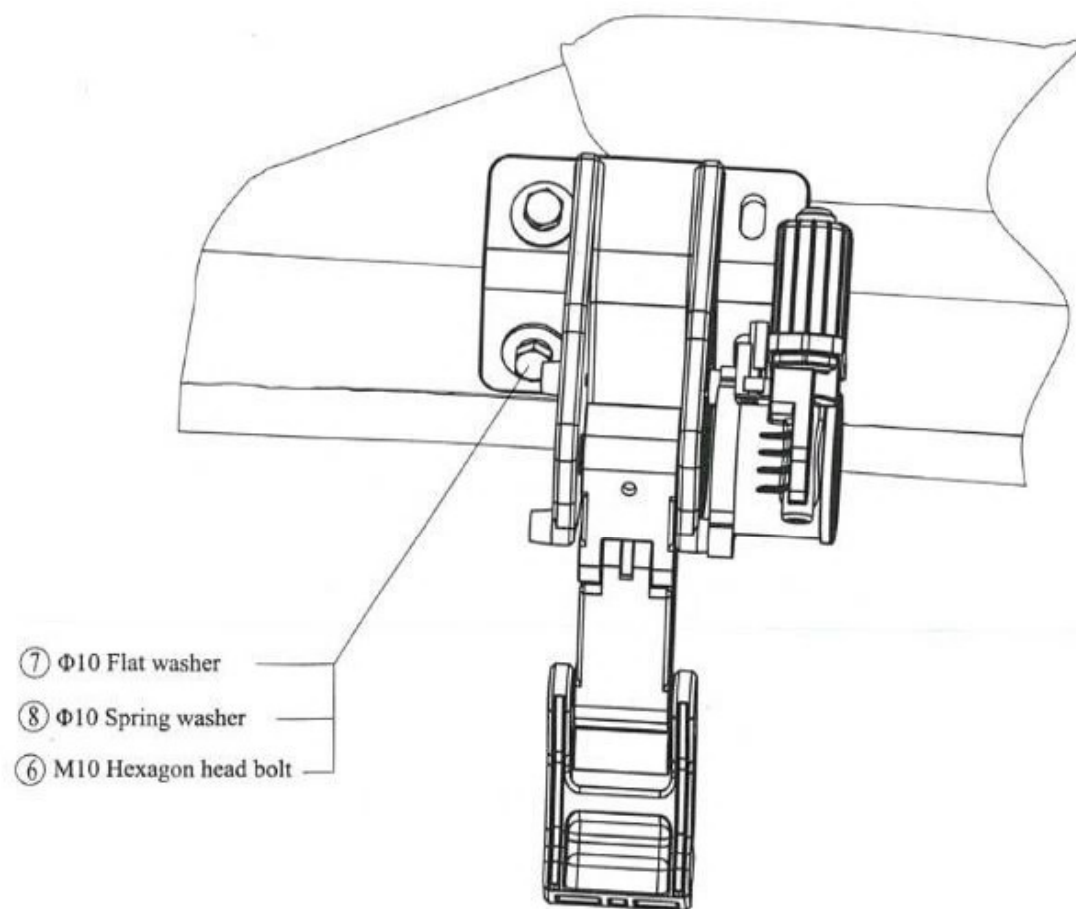 ⑦ Φ10 Flat washer
⑧ Φ10 Spring washer
⑥ M10 Hexagon head bolt